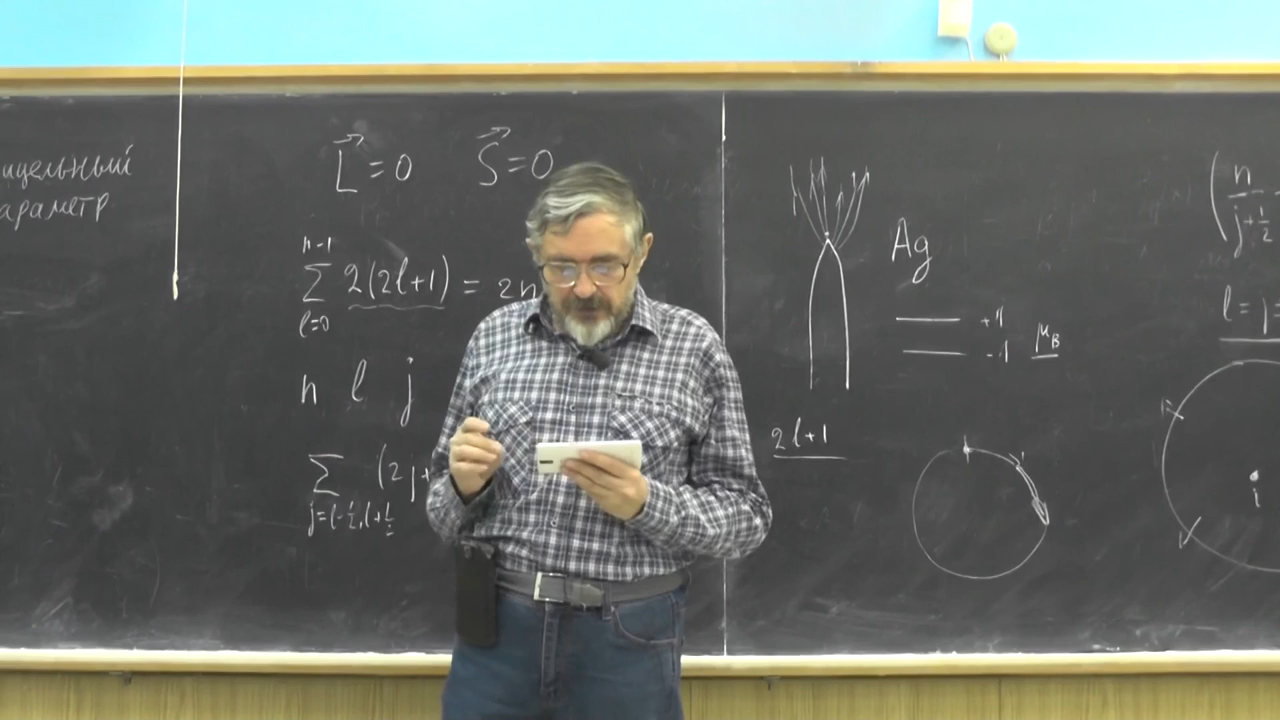 араметр
L⃗ = 0 S⃗ = 0
n-1
∑ 2(2l+1) = 2n
l=0
n l j
∑ (2j+
j=l-½, l+½
Ag
+1
-1 μB
2l+1
(n
j+½
l = j
i